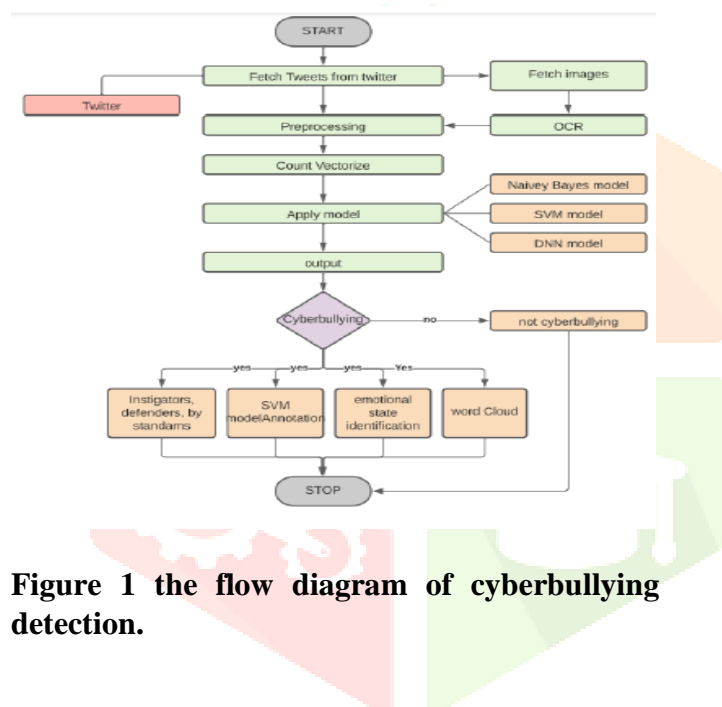 START
Fetch Tweets from twitter
Fetch images
Twitter
Preprocessing
OCR
Count Vectorize
Naivey Bayes model
Apply model
SVM model
DNN model
output
Cyberbullying
no
not cyberbullying
yes
yes
yes
Yes
Instigators,
defenders, by
standams
SVM
modelAnnotation
emotional
state
identification
word Cloud
STOP
Figure 1 the flow diagram of cyberbullying
detection.